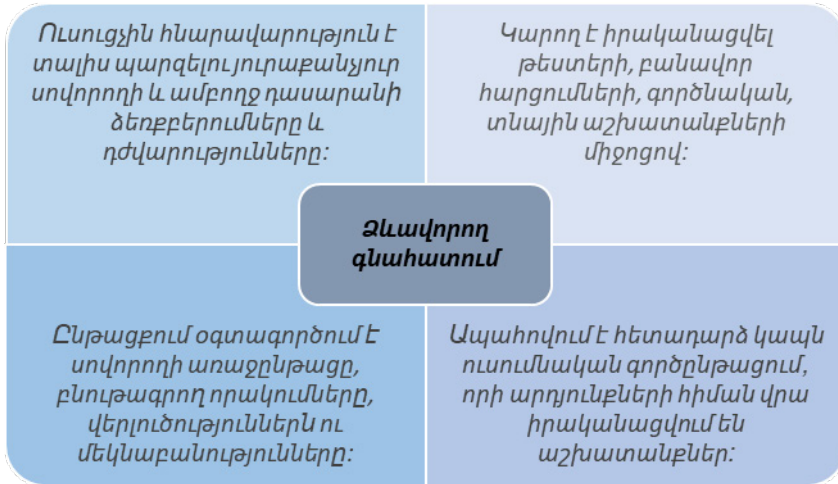 Ուսուցչին հնարավարություն է
տալիս պարզելու յուրաքանչյուր
սովորողի և ամբողջ դասարանի
ձեռքբերումները և
դժվարությունները:
Կարող է իրականացվել
թեստերի, բանավոր
հարցումների, գործնական,
տնային աշխատանքների
միջոցով:
Ձևավորող
գնահատում
Ընթացքում օգտագործում է
սովորողի առաջընթացը,
բնութագրող որակումները,
վերլուծություններն ու
մեկնաբանությունները:
Ապահովում է հետադարձ կապն
ուսումնական գործընթացում,
որի արդյունքների հիման վրա
իրականացվում են
աշխատանքներ: